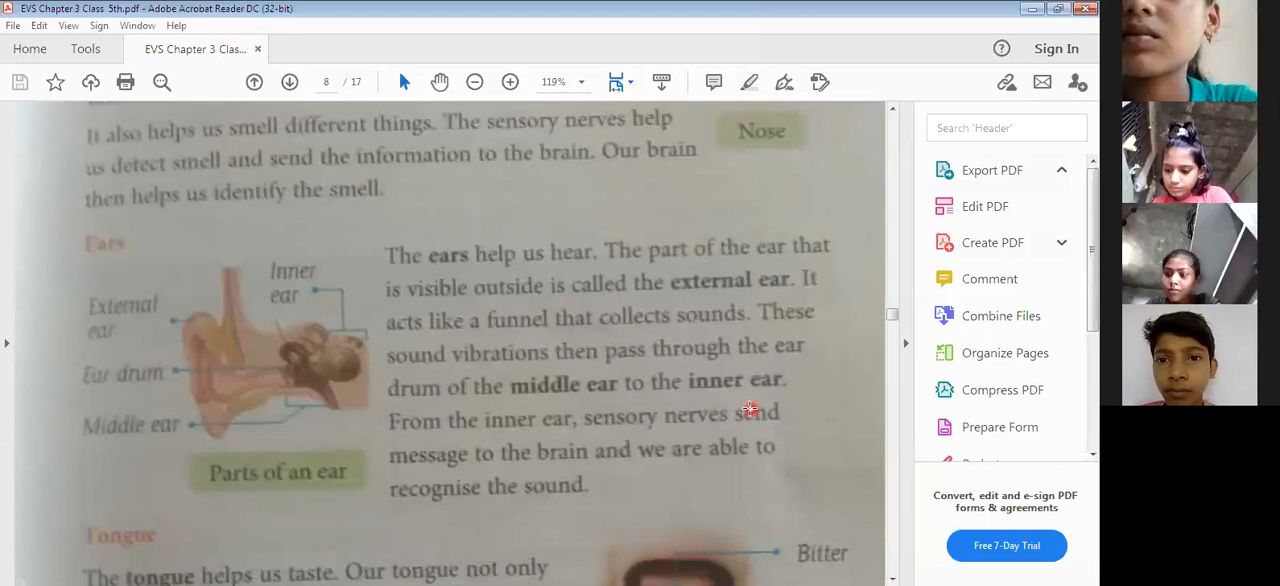 EVS Chapter 3 Class 5th.pdf - Adobe Acrobat Reader DC (32-bit)
File Edit View Sign Window Help
Home Tools EVS Chapter 3 Clas... × Sign In
8 / 17 119%
It also helps us smell different things. The sensory nerves help
us detect smell and send the information to the brain. Our brain
then helps us identify the smell.
Nose
Ears
External
ear
Inner
ear
Ear drum
Middle ear
Parts of an ear
The ears help us hear. The part of the ear that
is visible outside is called the external ear. It
acts like a funnel that collects sounds. These
sound vibrations then pass through the ear
drum of the middle ear to the inner ear.
From the inner ear, sensory nerves send
message to the brain and we are able to
recognise the sound.
Tongue
The tongue helps us taste. Our tongue not only
Bitter
Search 'Header'
Export PDF
Edit PDF
Create PDF
Comment
Combine Files
Organize Pages
Compress PDF
Prepare Form
Convert, edit and e-sign PDF
forms & agreements
Free 7-Day Trial